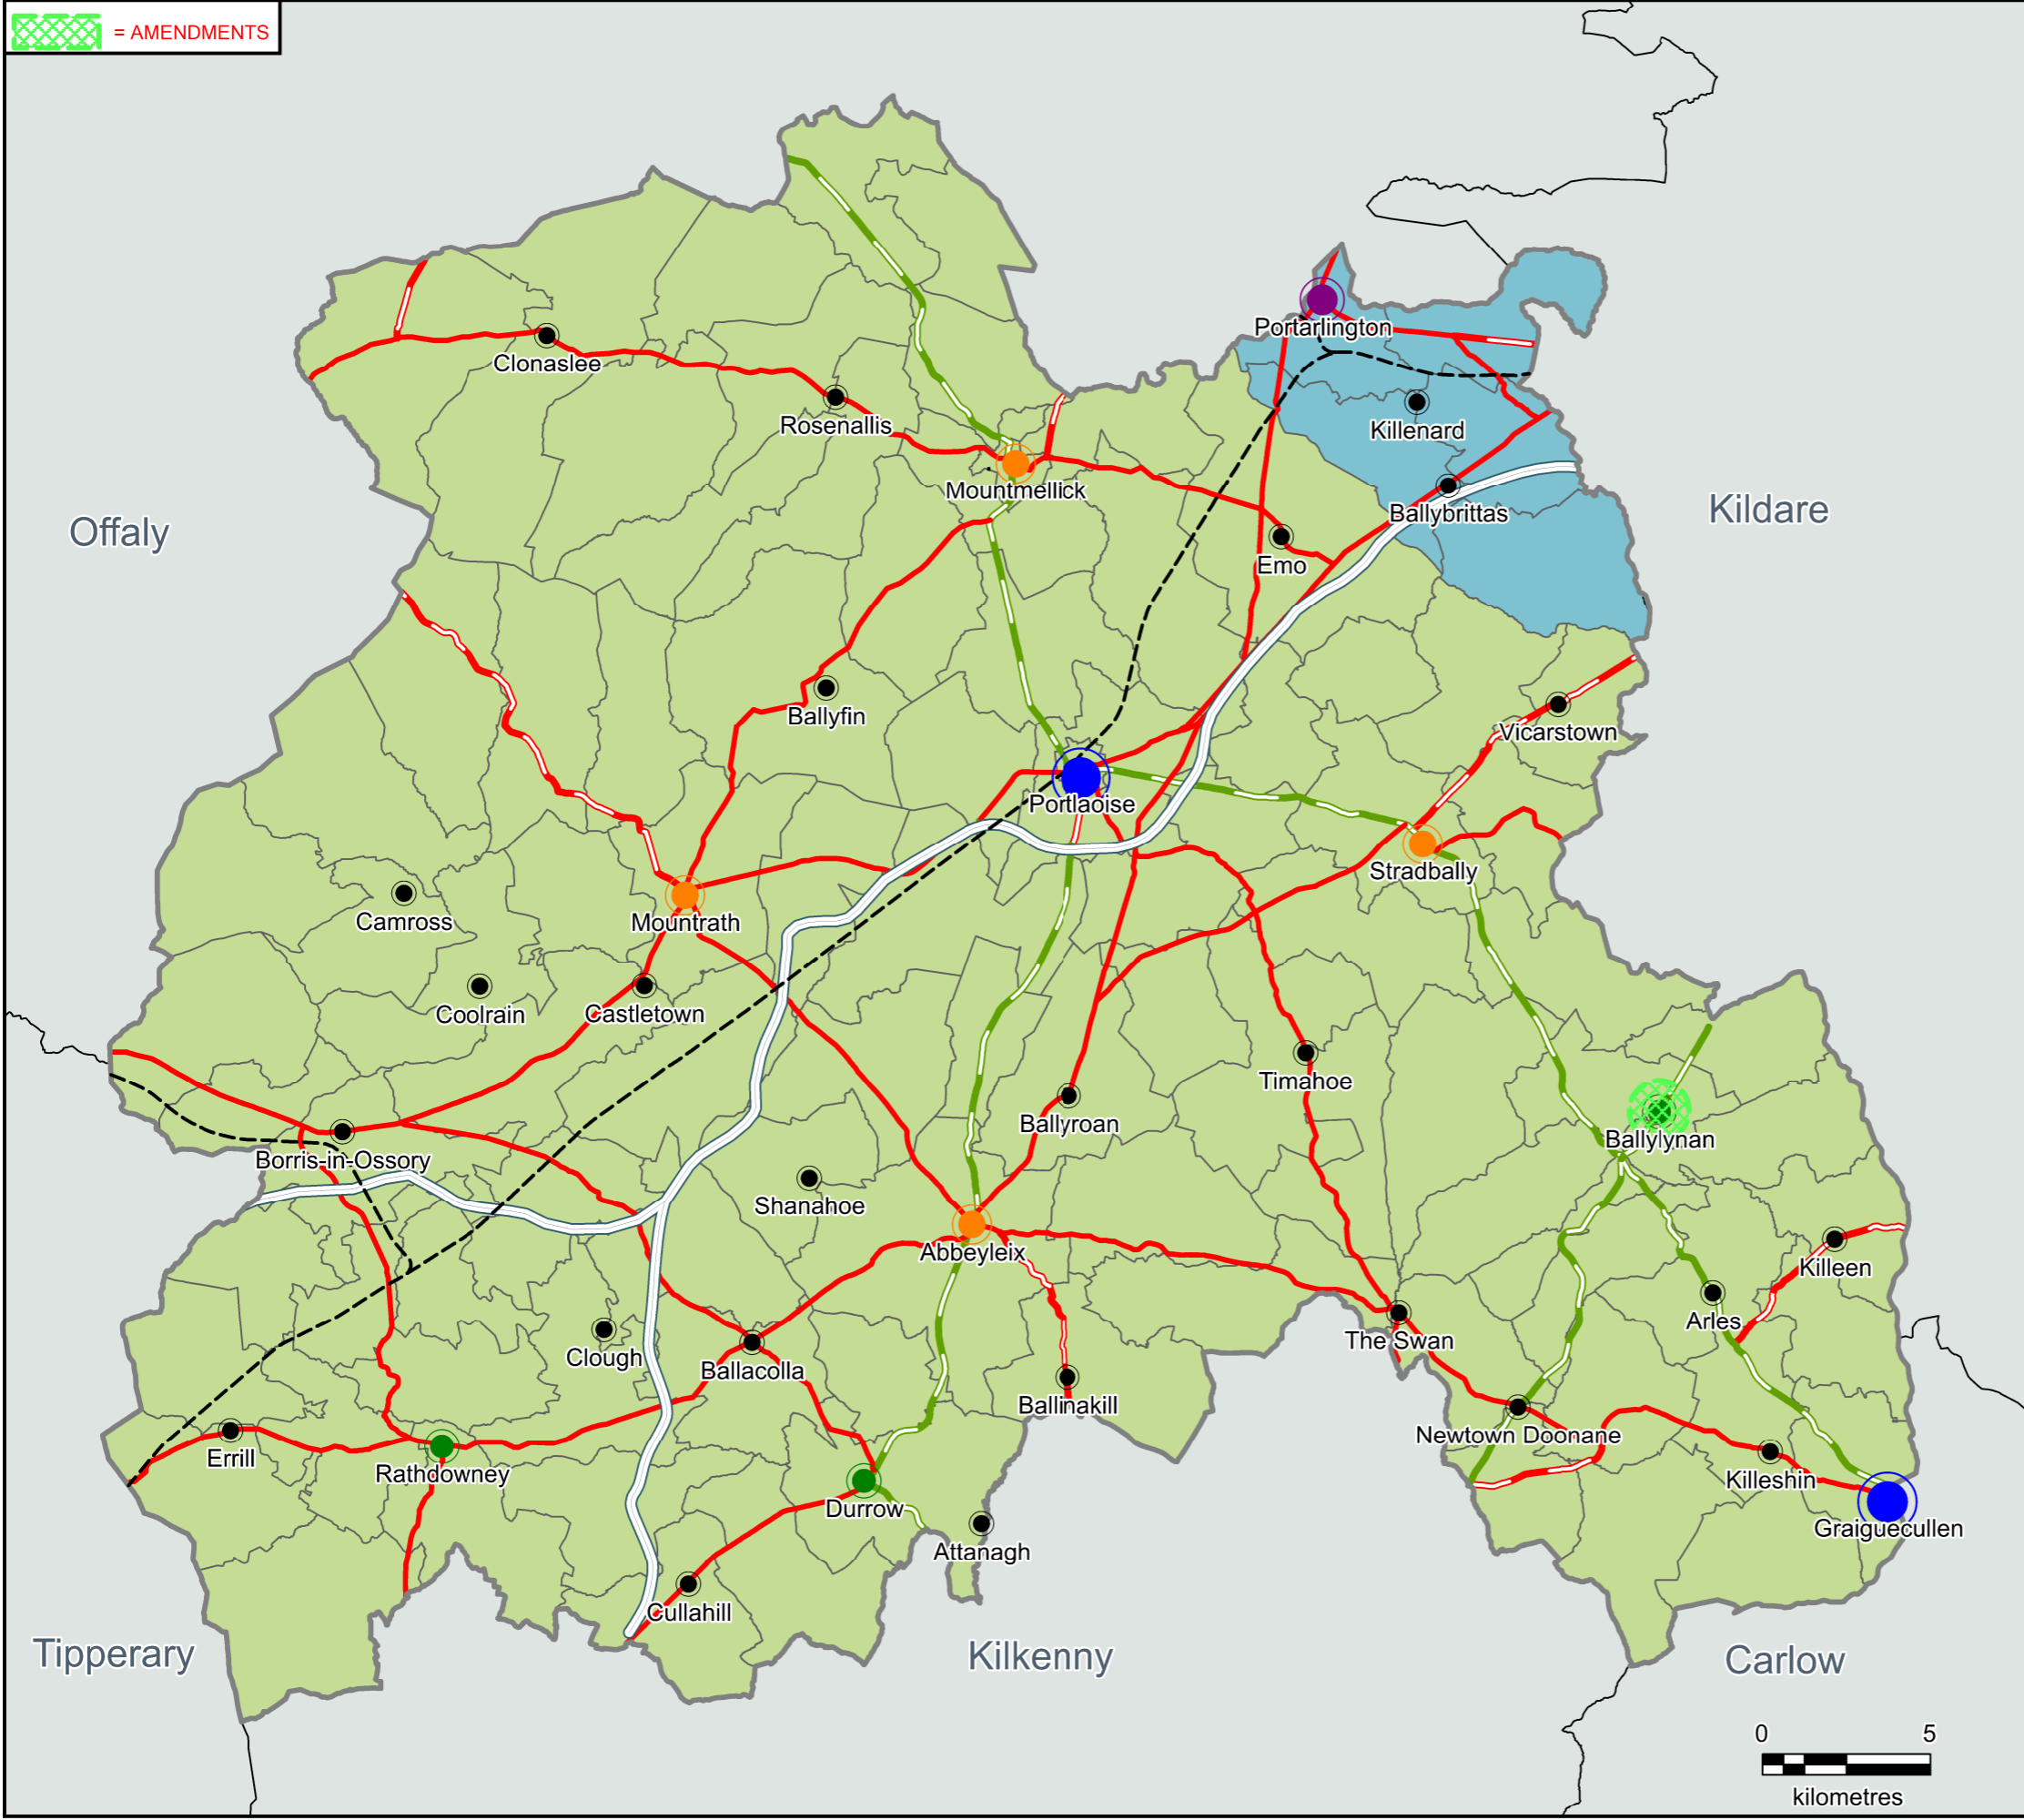 = AMENDMENTS
Portarlington
Clonaslee
Rosenallis
Killenard
Mountmellick
Ballybrittas
Kildare
Offaly
Emo
Ballyfin
Vicarstown
Portlaoise
Stradbally
Camross
Mountrath
Coolrain
Castletown
Timahoe
Ballyroan
Ballylynan
Borris-in-Ossory
Shanahoe
Abbeyleix
Killeen
Arles
The Swan
Clough
Ballacolla
Ballinakill
Newtown Doonane
Errill
Rathdowney
Killeshin
Durrow
Graiguecullen
Attanagh
Cullahill
Tipperary
Kilkenny
Carlow
0 5
kilometres